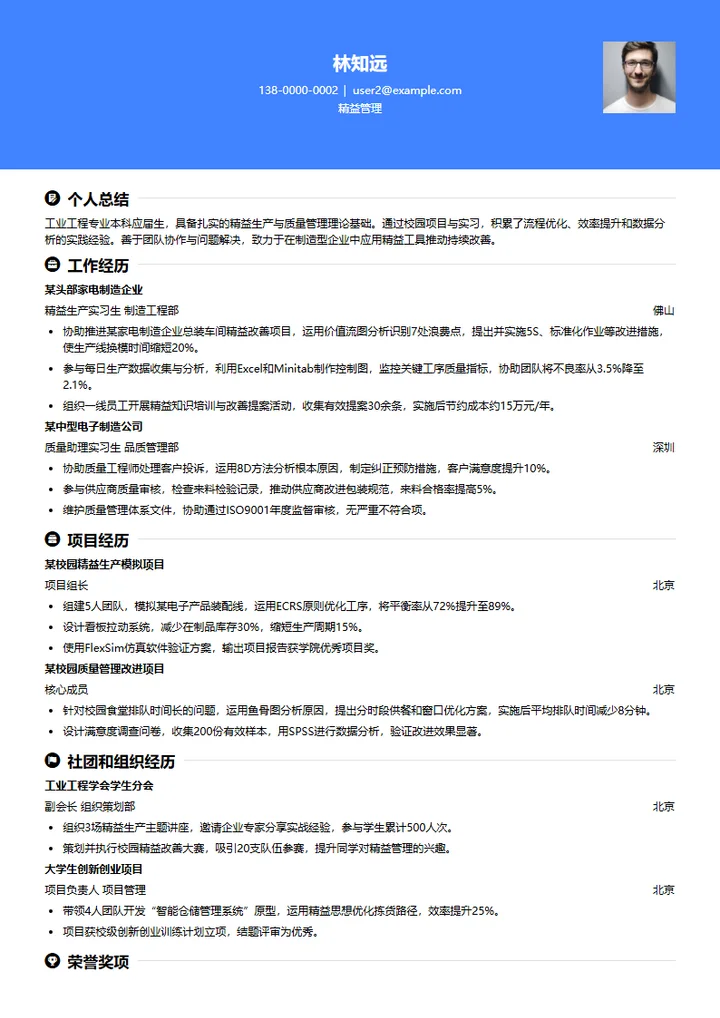 林知远
138-0000-0002 | user2@example.com
精益管理
个人总结
工业工程专业本科应届生，具备扎实的精益生产与质量管理理论基础。通过校园项目与实习，积累了流程优化、效率提升和数据分
析的实践经验。善于团队协作与问题解决，致力于在制造型企业中应用精益工具推动持续改善。
工作经历
某头部家电制造企业
精益生产实习生 制造工程部 佛山
• 协助推进某家电制造企业总装车间精益改善项目，运用价值流图分析识别7处浪费点，提出并实施5S、标准化作业等改进措施，
使生产线换模时间缩短20%。
• 参与每日生产数据收集与分析，利用Excel和Minitab制作控制图，监控关键工序质量指标，协助团队将不良率从3.5%降至
2.1%。
• 组织一线员工开展精益知识培训与改善提案活动，收集有效提案30余条，实施后节约成本约15万元/年。
某中型电子制造公司
质量助理实习生 品质管理部 深圳
• 协助质量工程师处理客户投诉，运用8D方法分析根本原因，制定纠正预防措施，客户满意度提升10%。
• 参与供应商质量审核，检查来料检验记录，推动供应商改进包装规范，来料合格率提高5%。
• 维护质量管理体系文件，协助通过ISO9001年度监督审核，无严重不符合项。
项目经历
某校园精益生产模拟项目
项目组长 北京
• 组建5人团队，模拟某电子产品装配线，运用ECRS原则优化工序，将平衡率从72%提升至89%。
• 设计看板拉动系统，减少在制品库存30%，缩短生产周期15%。
• 使用FlexSim仿真软件验证方案，输出项目报告获学院优秀项目奖。
某校园质量管理改进项目
核心成员 北京
• 针对校园食堂排队时间长的问题，运用鱼骨图分析原因，提出分时段供餐和窗口优化方案，实施后平均排队时间减少8分钟。
• 设计满意度调查问卷，收集200份有效样本，用SPSS进行数据分析，验证改进效果显著。
社团和组织经历
工业工程学会学生分会
副会长 组织策划部 北京
• 组织3场精益生产主题讲座，邀请企业专家分享实战经验，参与学生累计500人次。
• 策划并执行校园精益改善大赛，吸引20支队伍参赛，提升同学对精益管理的兴趣。
大学生创新创业项目
项目负责人 项目管理 北京
• 带领4人团队开发“智能仓储管理系统”原型，运用精益思想优化拣货路径，效率提升25%。
• 项目获校级创新创业训练计划立项，结题评审为优秀。
荣誉奖项